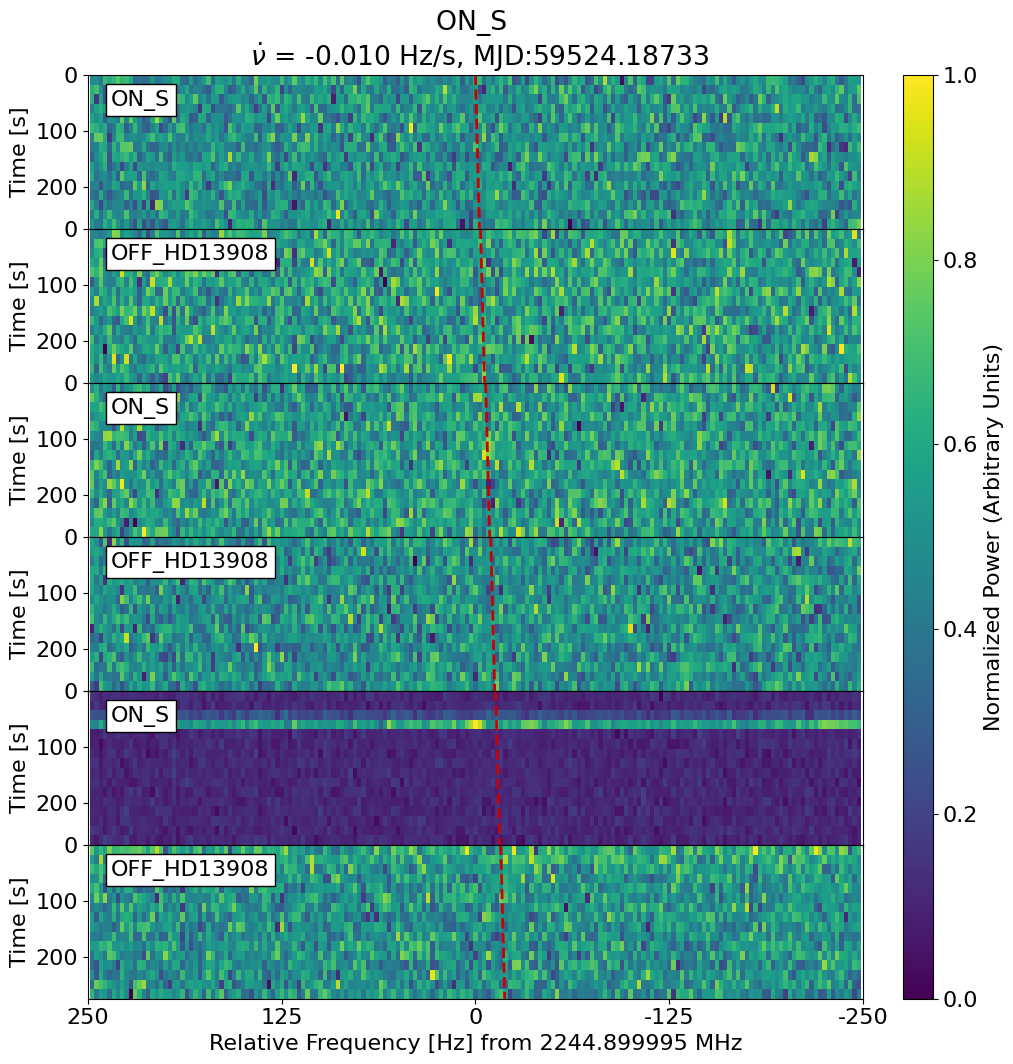 ON_S
ν̇ = -0.010 Hz/s, MJD:59524.18733
0
100
200
Time [s]
ON_S
0
100
200
Time [s]
OFF_HD13908
0
100
200
Time [s]
ON_S
0
100
200
Time [s]
OFF_HD13908
0
100
200
Time [s]
ON_S
0
100
200
Time [s]
OFF_HD13908
250 125 0 -125 -250
Relative Frequency [Hz] from 2244.899995 MHz
1.0
0.8
0.6
0.4
0.2
0.0
Normalized Power (Arbitrary Units)